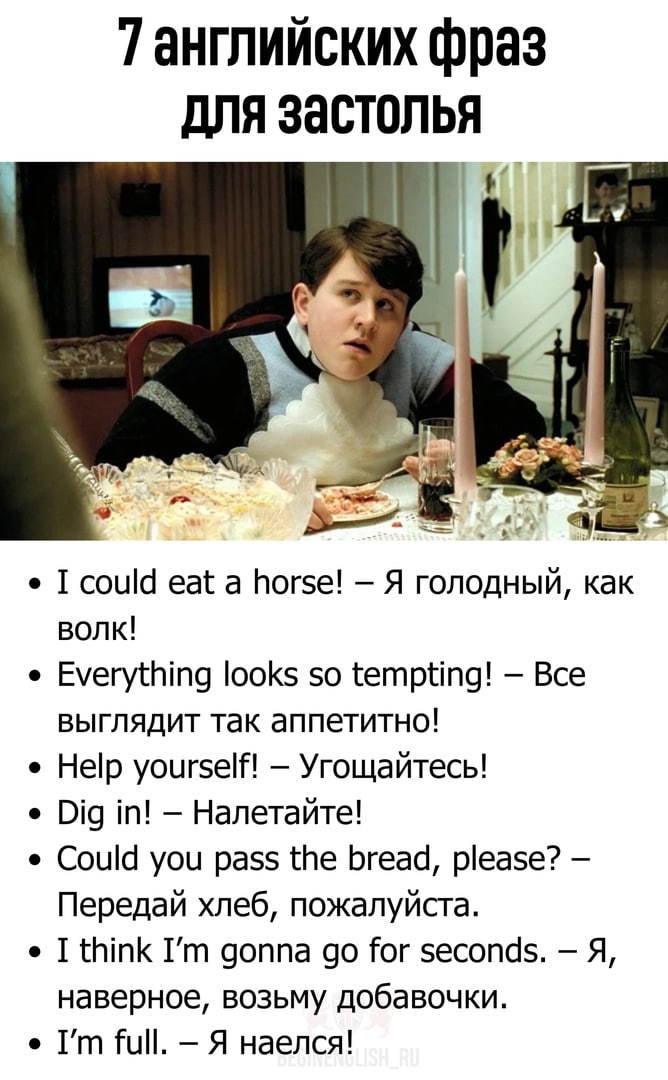 7 английских фраз
для застолья
• I could eat a horse! – Я голодный, как
волк!
• Everything looks so tempting! – Все
выглядит так аппетитно!
• Help yourself! – Угощайтесь!
• Dig in! – Налетайте!
• Could you pass the bread, please? –
Передай хлеб, пожалуйста.
• I think I’m gonna go for seconds. – Я,
наверное, возьму добавочки.
• I’m full. – Я наелся!
BEGINENGLISH_RU